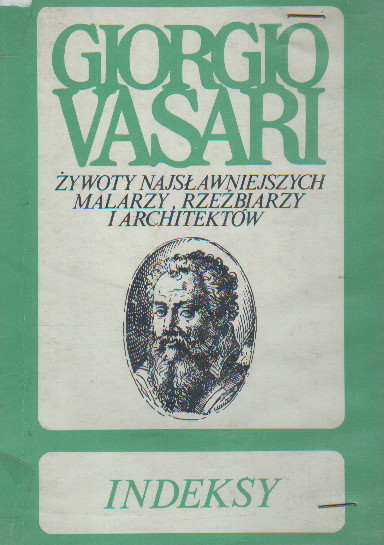 GIORGIO
VASARI
ŻYWOTY NAJSŁAWNIEJSZYCH
MALARZY, RZEŹBIARZY
I ARCHITEKTÓW
INDEKSY